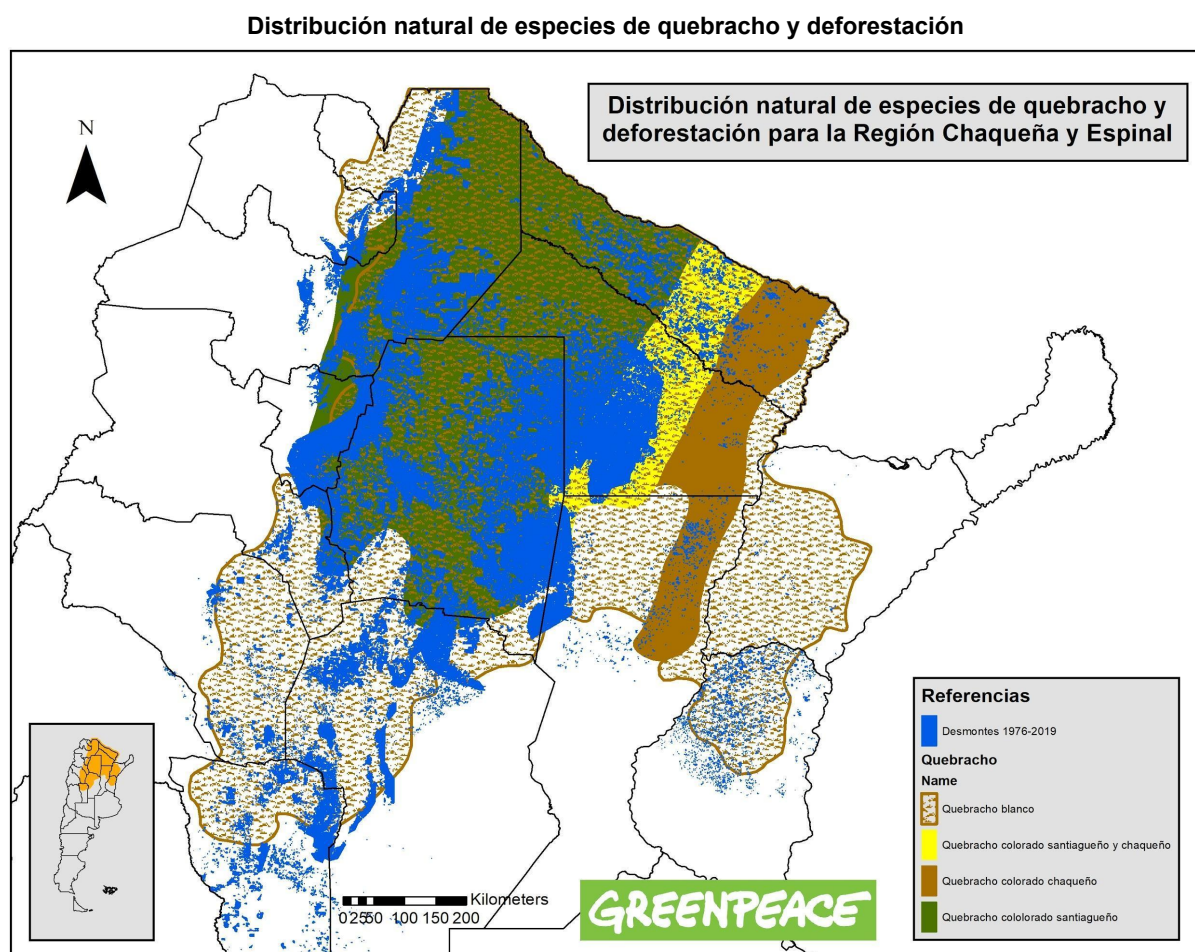 Distribución natural de especies de quebracho y deforestación
Distribución natural de especies de quebracho y
deforestación para la Región Chaqueña y Espinal
N
Referencias
Desmontes 1976-2019
Quebracho
Name
Quebracho blanco
Quebracho colorado santiagueño y chaqueño
Quebracho colorado chaqueño
Quebracho cololorado santiagueño
Kilometers
0 25 50 100 150 200
GREENPEACE